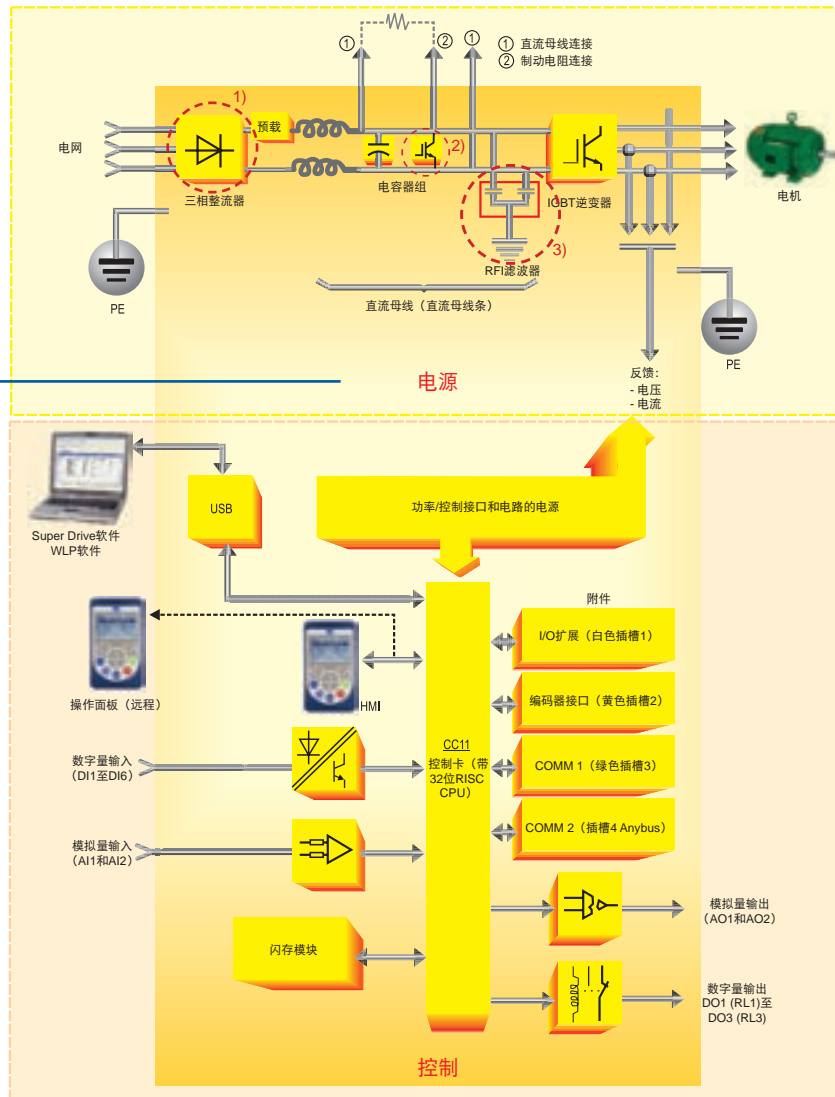 ① 直流母线连接
② 制动电阻连接
①
②
①
1)
预载
电网
2)
三相整流器
电容器组
IGBT逆变器
电机
3)
RFI滤波器
PE
直流母线（直流母线条）
PE
电源
反馈：
- 电压
- 电流
USB
功率/控制接口和电路的电源
Super Drive软件
WLP软件
附件
I/O扩展（白色插槽1）
操作面板（远程）
HMI
编码器接口（黄色插槽2）
CC11
控制卡（带
32位RISC
CPU）
数字量输入
（DI1至DI6）
COMM 1（绿色插槽3）
COMM 2（插槽4 Anybus）
模拟量输入
（AI1和AI2）
模拟量输出
（AO1和AO2）
闪存模块
数字量输出
DO1 (RL1)至
DO3 (RL3)
控制